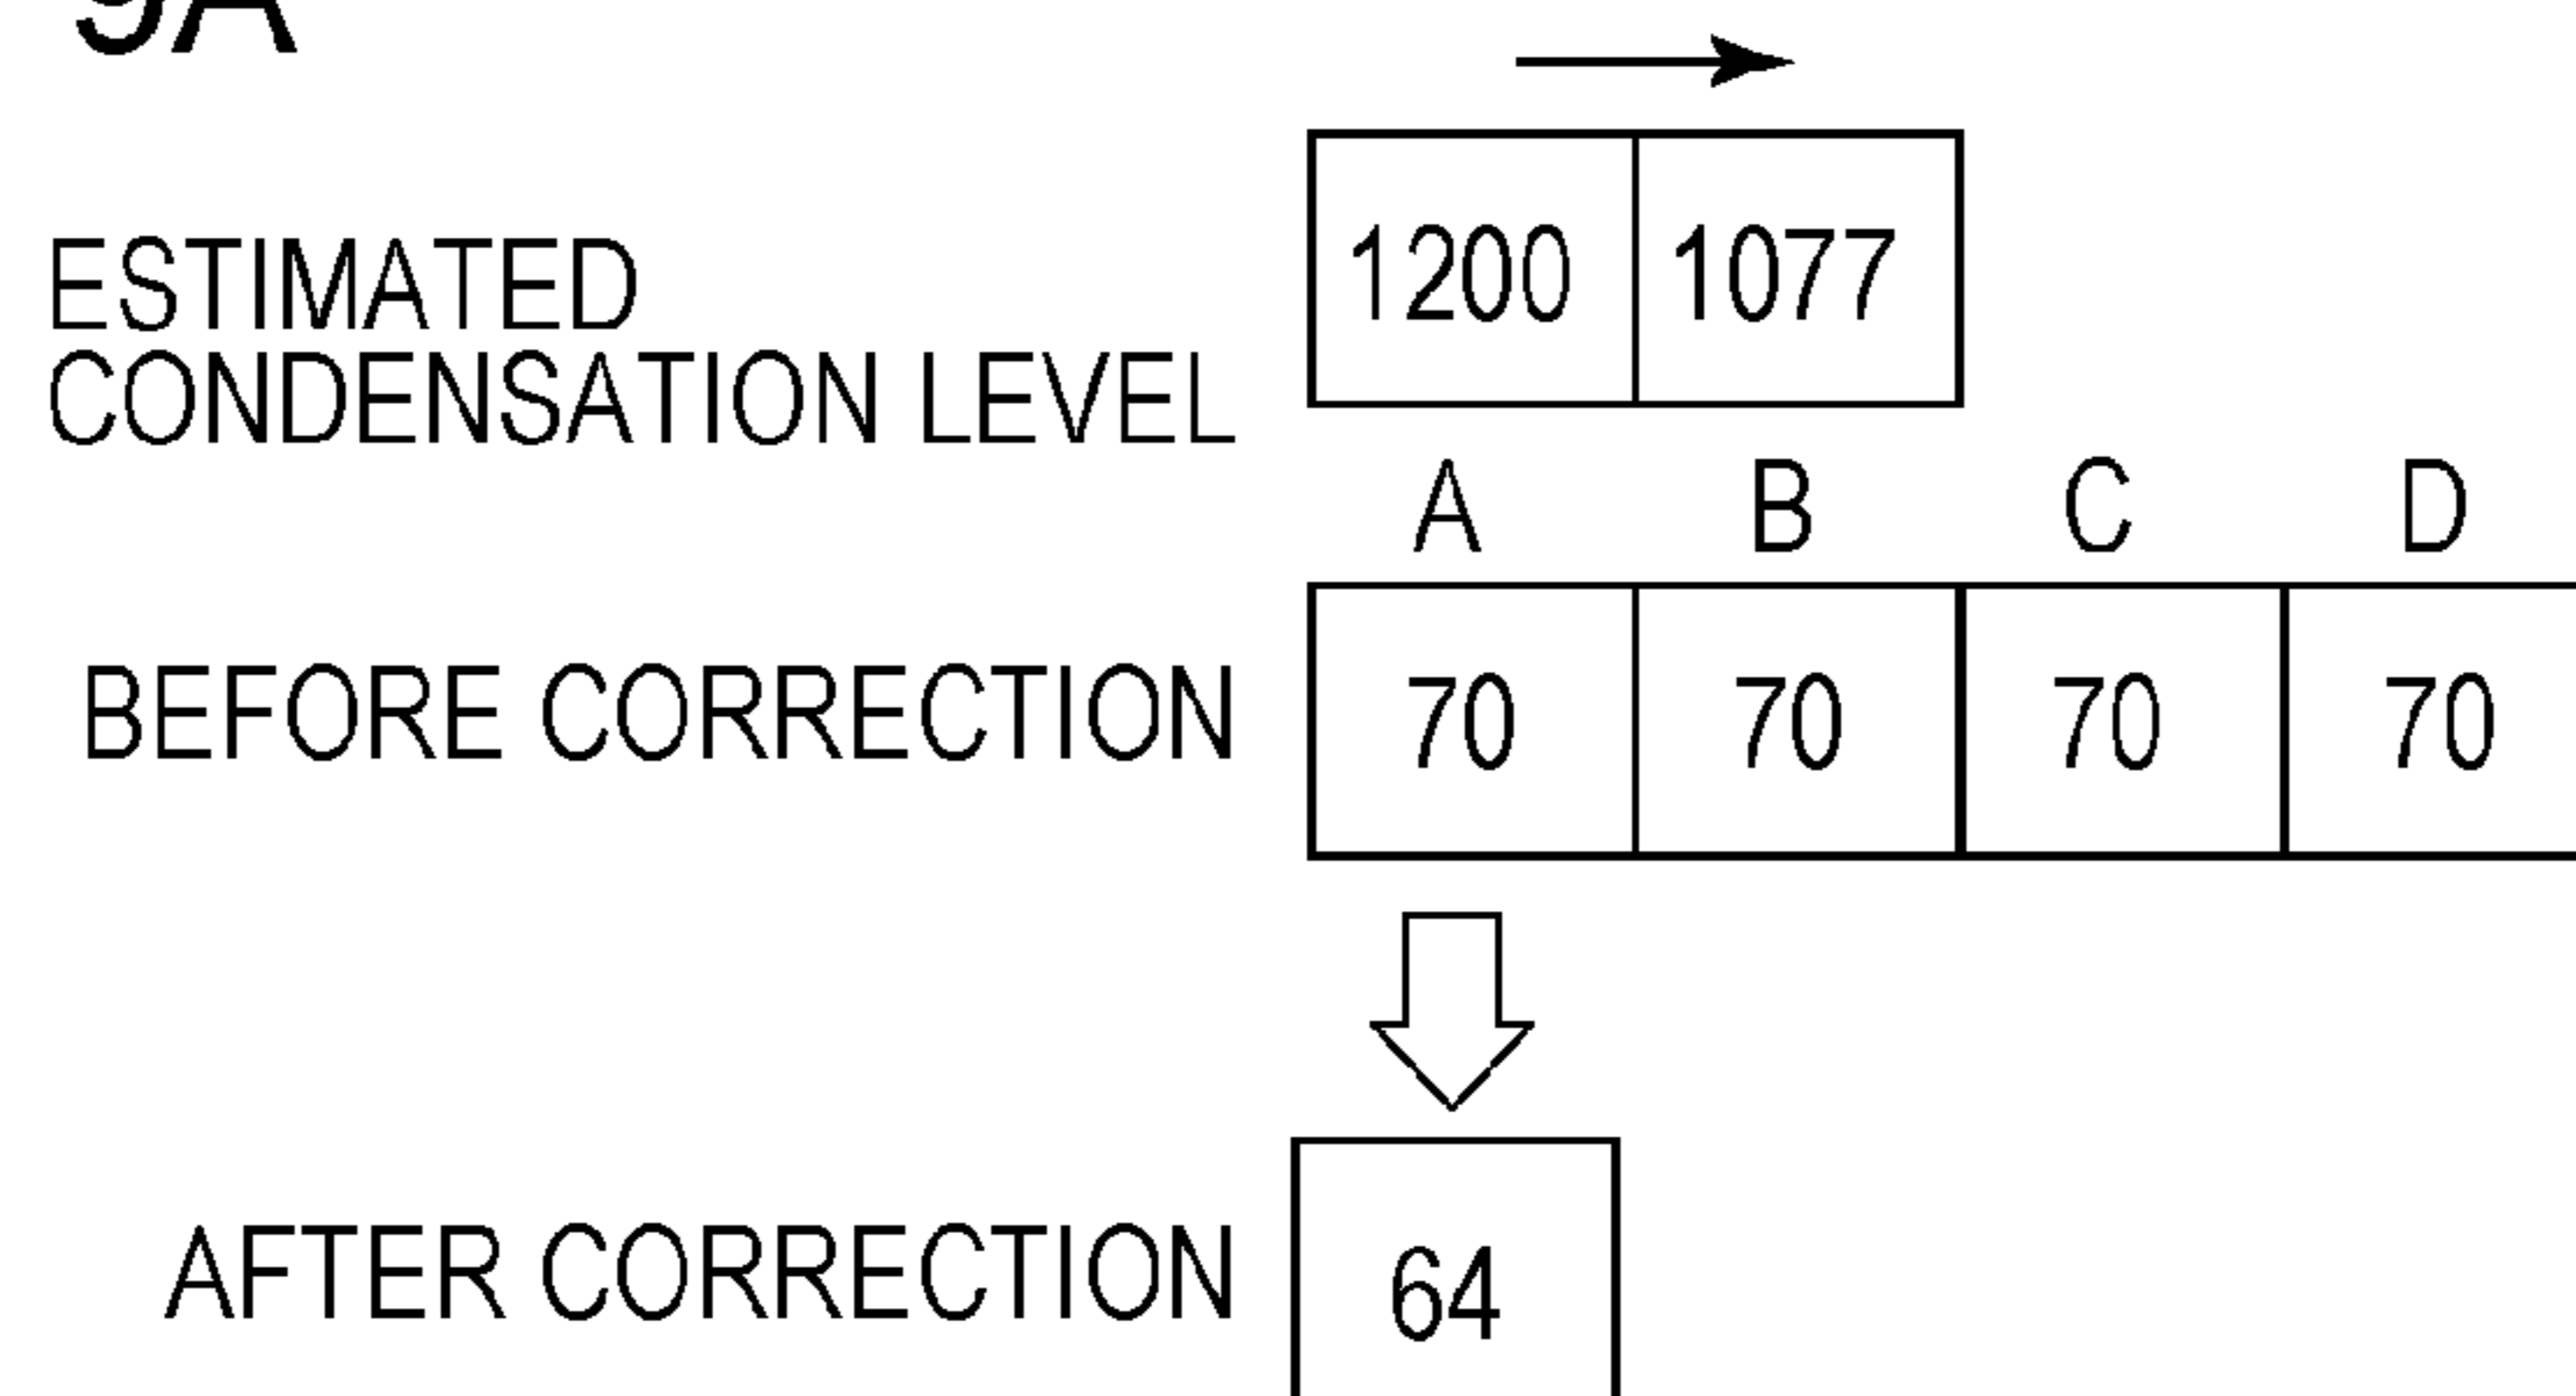 9A
1200 1077
ESTIMATED
CONDENSATION LEVEL
A B C D
BEFORE CORRECTION 70 70 70 70
AFTER CORRECTION 64